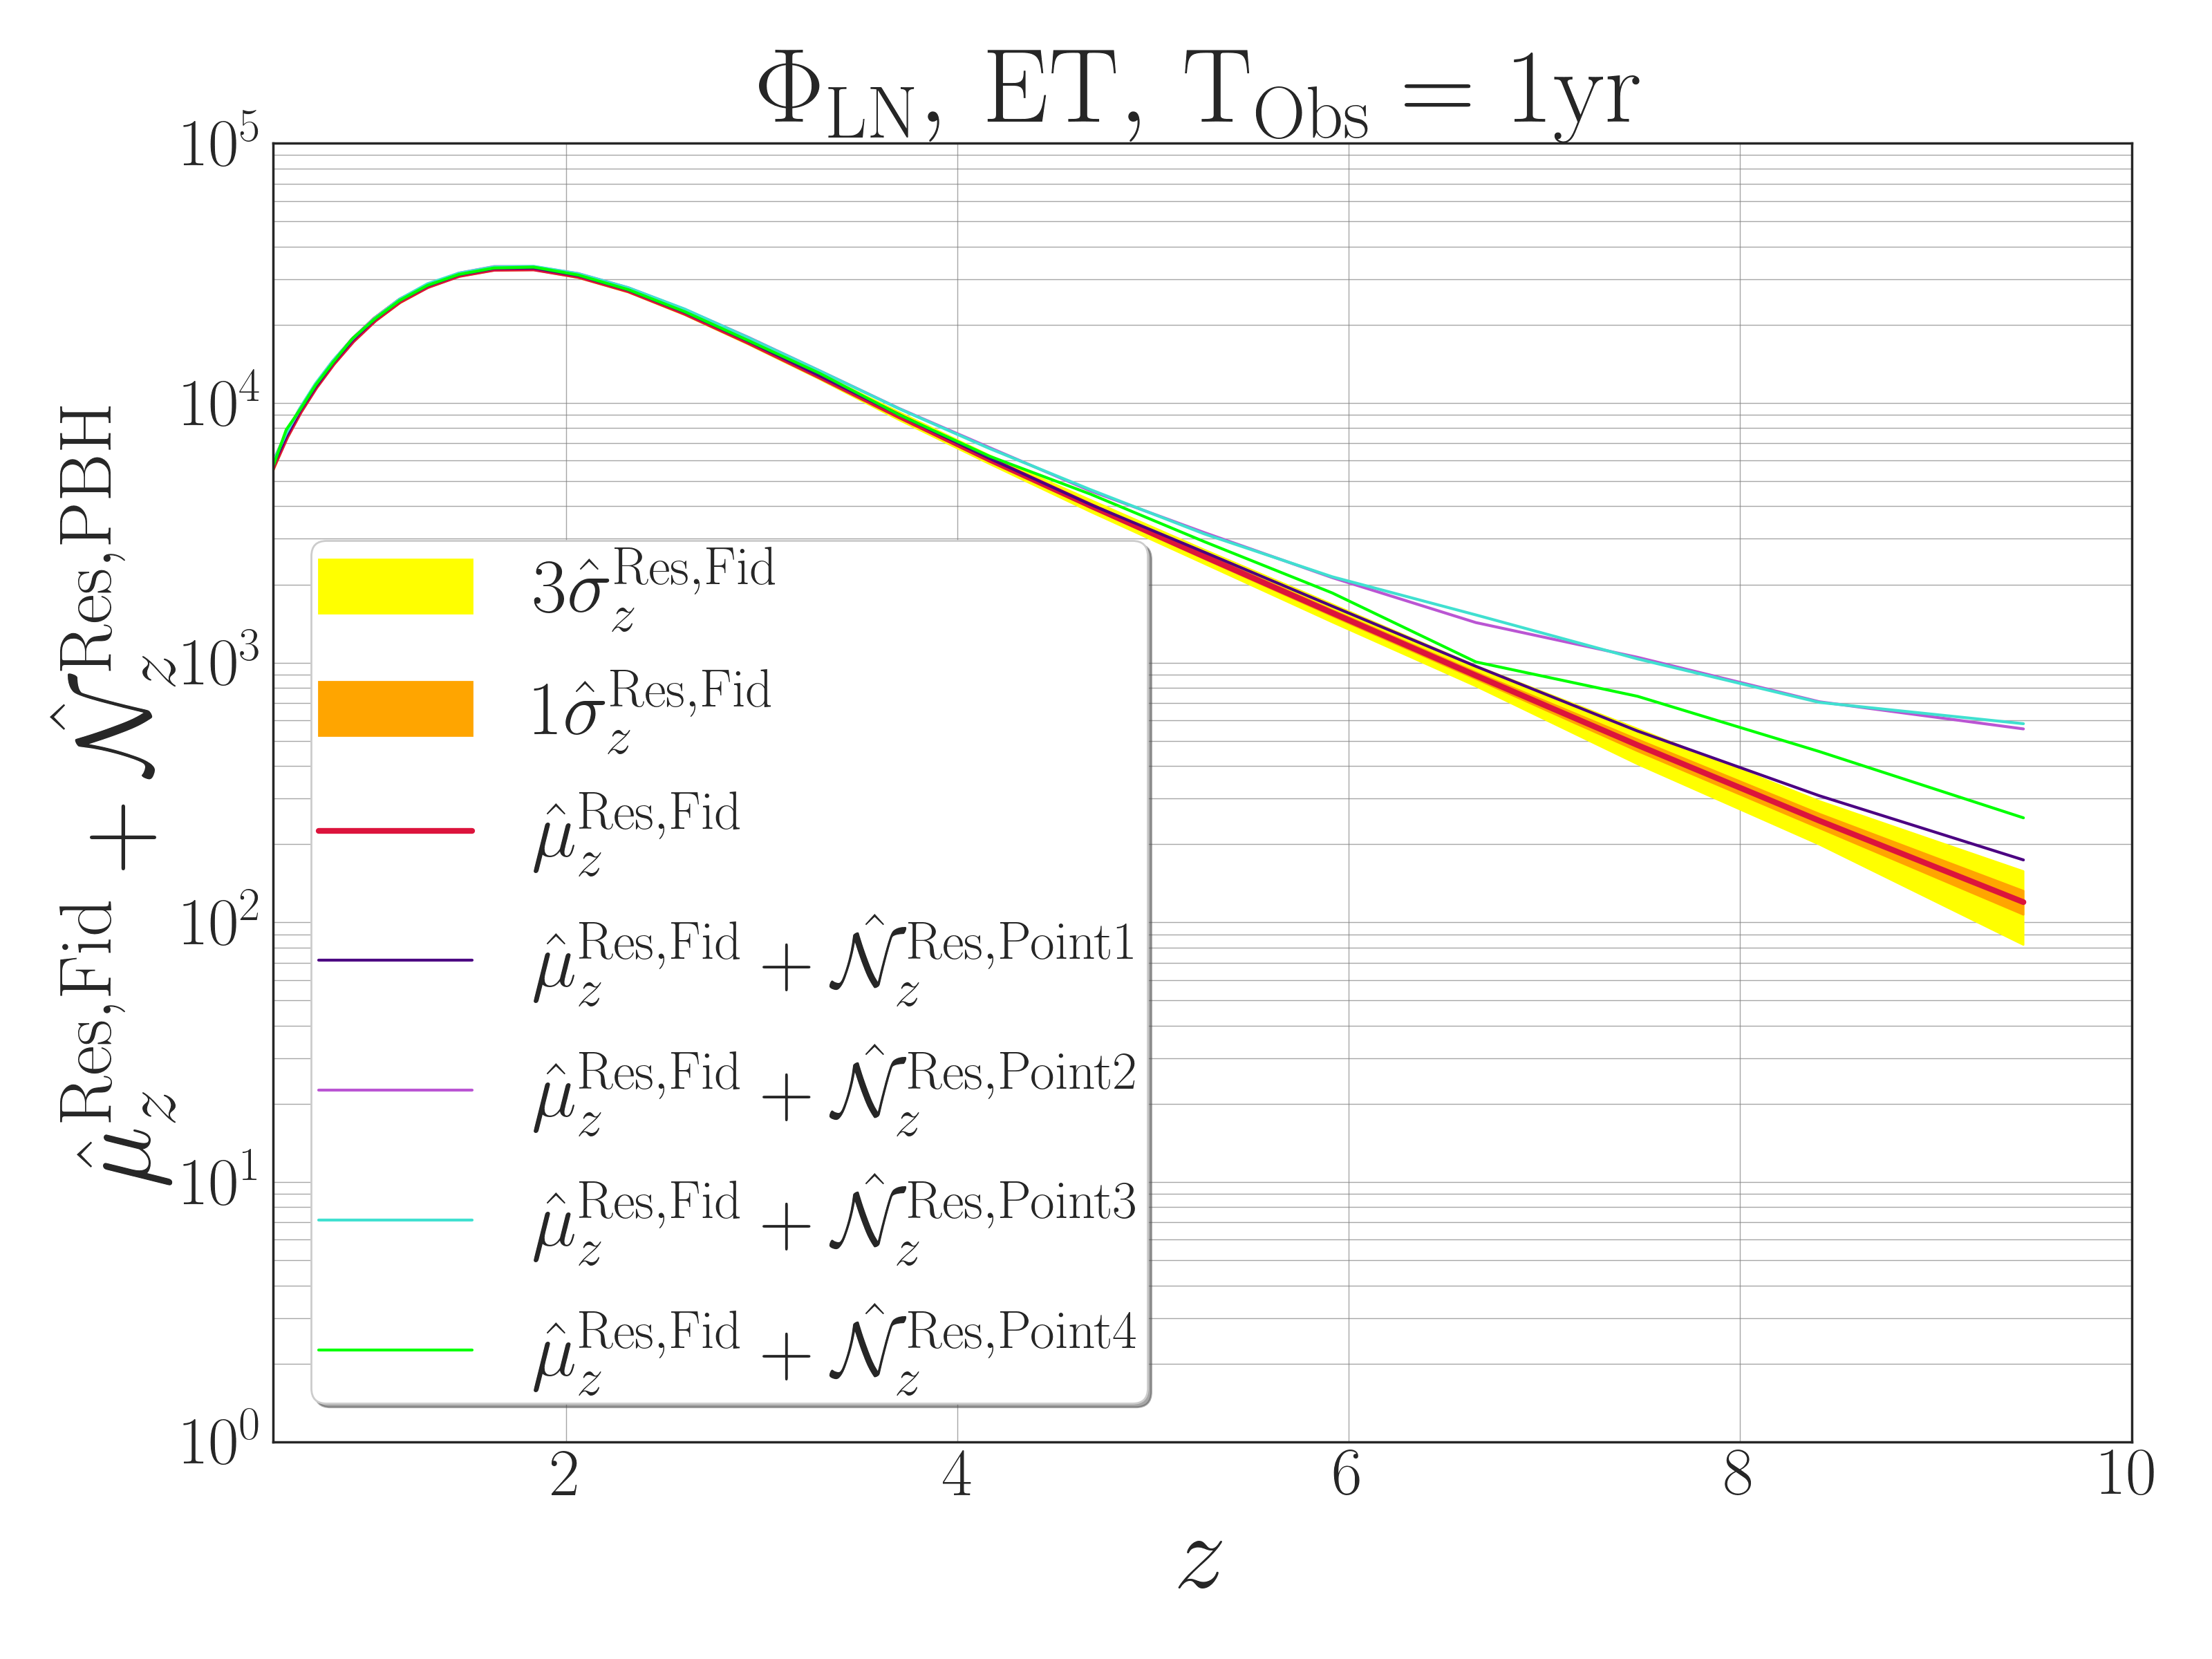 Φ_LN, ET, T_Obs = 1yr
μ̂_z^Res,Fid + 𝒩̂_z^Res,PBH
10^5
10^4
10^3
10^2
10^1
10^0
3σ̂_z^Res,Fid
1σ̂_z^Res,Fid
μ̂_z^Res,Fid
μ̂_z^Res,Fid + 𝒩̂_z^Res,Point1
μ̂_z^Res,Fid + 𝒩̂_z^Res,Point2
μ̂_z^Res,Fid + 𝒩̂_z^Res,Point3
μ̂_z^Res,Fid + 𝒩̂_z^Res,Point4
2 4 6 8 10
z